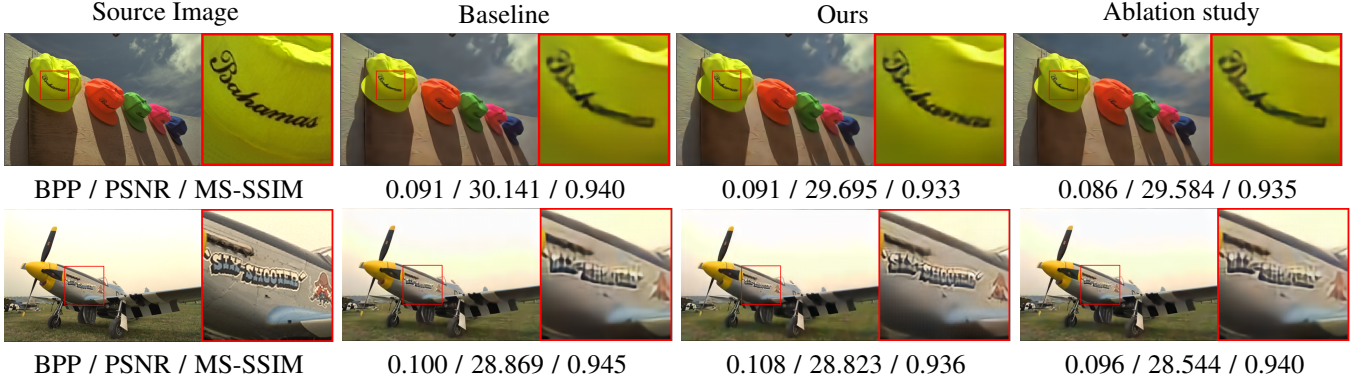 Source Image Baseline Ours Ablation study
Bahamas
BPP / PSNR / MS-SSIM 0.091 / 30.141 / 0.940 0.091 / 29.695 / 0.933 0.086 / 29.584 / 0.935
"SIX-SHOOTER"
BPP / PSNR / MS-SSIM 0.100 / 28.869 / 0.945 0.108 / 28.823 / 0.936 0.096 / 28.544 / 0.940